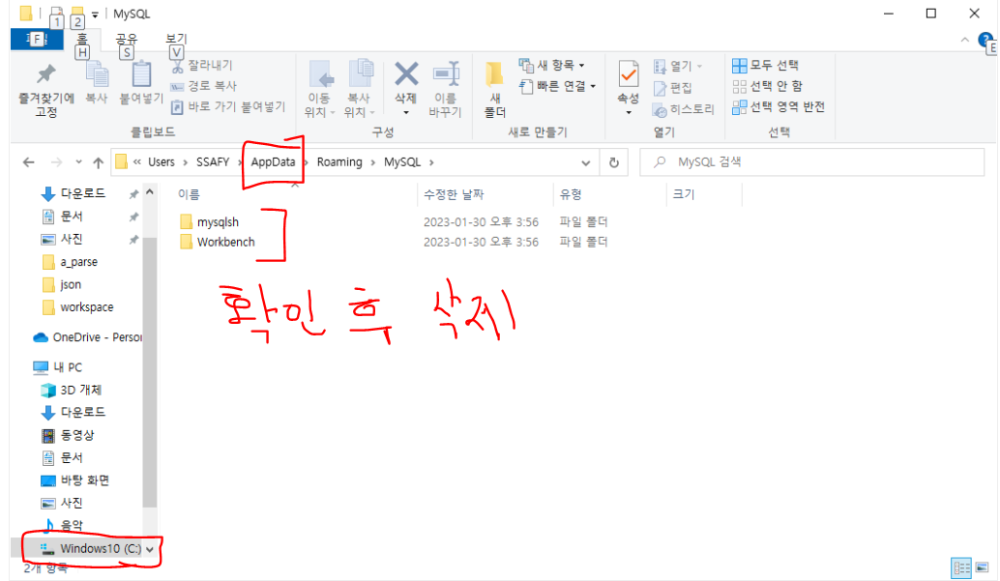 MySQL
1 2
파일 홈 공유 보기
F H S V E
즐겨찾기에 고정
복사
붙여넣기
잘라내기
경로 복사
바로 가기 붙여넣기
클립보드
이동 위치
복사 위치
삭제
이름 바꾸기
구성
새 폴더
새 항목
빠른 연결
새로 만들기
속성
열기
편집
히스토리
열기
모두 선택
선택 안 함
선택 영역 반전
선택
« Users › SSAFY › AppData › Roaming › MySQL ›
MySQL 검색
다운로드
문서
사진
a_parse
json
workspace
OneDrive - Person
내 PC
3D 개체
다운로드
동영상
문서
바탕 화면
사진
음악
Windows10 (C:)
이름 수정한 날짜 유형 크기
mysqlsh 2023-01-30 오후 3:56 파일 폴더
Workbench 2023-01-30 오후 3:56 파일 폴더
확인 후 삭제
2개 항목